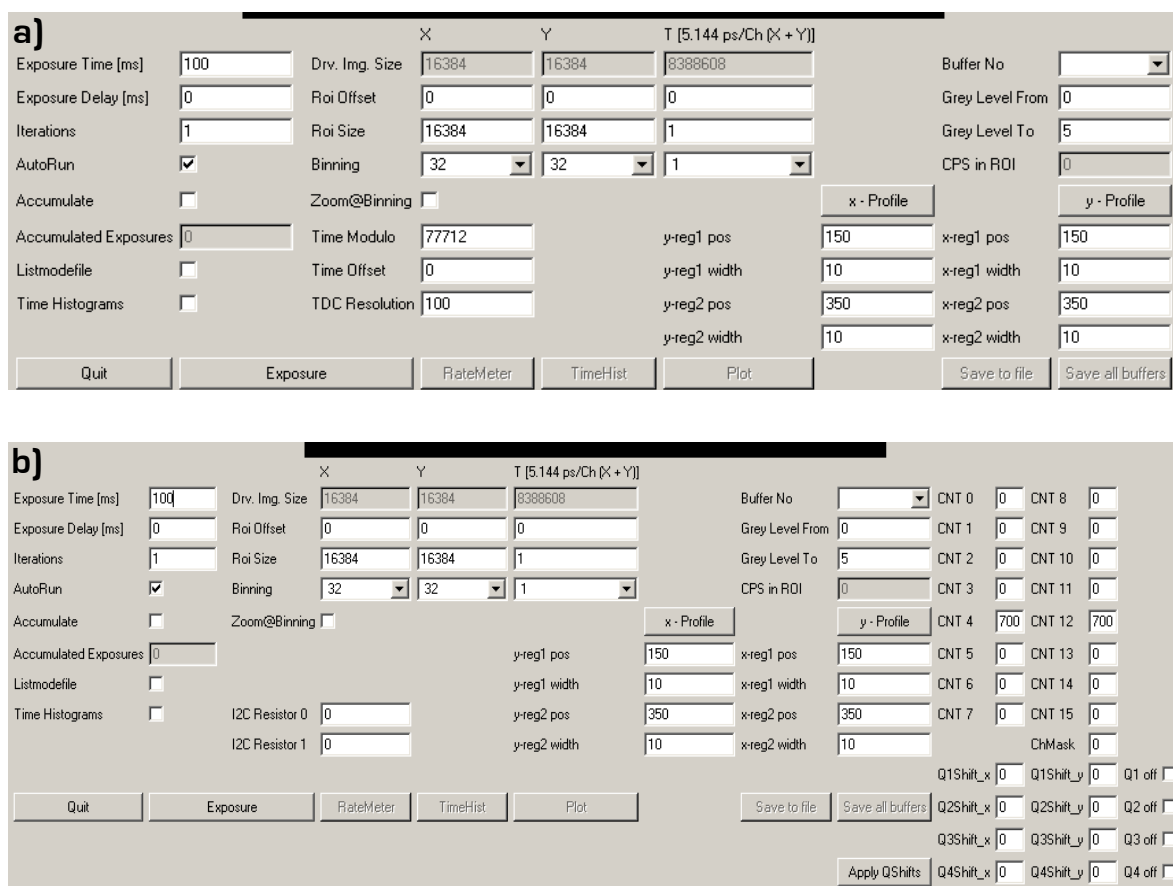 a)
X Y T [5.144 ps/Ch (X + Y)]
Exposure Time [ms] 100 Drv. Img. Size 16384 16384 8388608 Buffer No
Exposure Delay [ms] 0 Roi Offset 0 0 0 Grey Level From 0
Iterations 1 Roi Size 16384 16384 1 Grey Level To 5
AutoRun Binning 32 32 1 CPS in ROI 0
Accumulate Zoom@Binning x - Profile y - Profile
Accumulated Exposures 0 Time Modulo 77712 y-reg1 pos 150 x-reg1 pos 150
Listmodefile Time Offset 0 y-reg1 width 10 x-reg1 width 10
Time Histograms TDC Resolution 100 y-reg2 pos 350 x-reg2 pos 350
y-reg2 width 10 x-reg2 width 10
Quit Exposure RateMeter TimeHist Plot Save to file Save all buffers
b)
X Y T [5.144 ps/Ch (X + Y)]
Exposure Time [ms] 100 Drv. Img. Size 16384 16384 8388608 Buffer No CNT 0 0 CNT 8 0
Exposure Delay [ms] 0 Roi Offset 0 0 0 Grey Level From 0 CNT 1 0 CNT 9 0
Iterations 1 Roi Size 16384 16384 1 Grey Level To 5 CNT 2 0 CNT 10 0
AutoRun Binning 32 32 1 CPS in ROI 0 CNT 3 0 CNT 11 0
Accumulate Zoom@Binning x - Profile y - Profile CNT 4 700 CNT 12 700
Accumulated Exposures 0 y-reg1 pos 150 x-reg1 pos 150 CNT 5 0 CNT 13 0
Listmodefile y-reg1 width 10 x-reg1 width 10 CNT 6 0 CNT 14 0
Time Histograms I2C Resistor 0 0 y-reg2 pos 350 x-reg2 pos 350 CNT 7 0 CNT 15 0
I2C Resistor 1 0 y-reg2 width 10 x-reg2 width 10 ChMask 0
Q1Shift_x 0 Q1Shift_y 0 Q1 off
Quit Exposure RateMeter TimeHist Plot Save to file Save all buffers Q2Shift_x 0 Q2Shift_y 0 Q2 off
Q3Shift_x 0 Q3Shift_y 0 Q3 off
Apply QShifts Q4Shift_x 0 Q4Shift_y 0 Q4 off